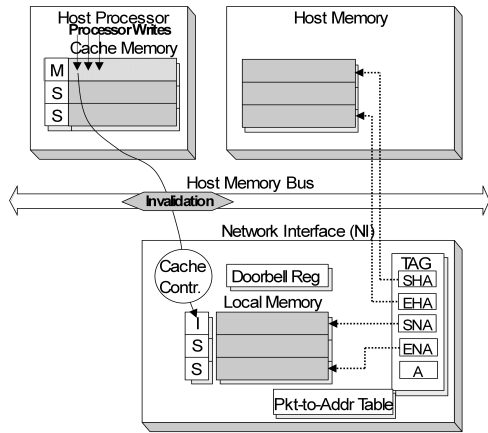 Host Processor
Processor Writes
Cache Memory
M
S
S
Host Memory
Host Memory Bus
Invalidation
Network Interface (NI)
Cache
Contr.
Doorbell Reg
Local Memory
I
S
S
TAG
SHA
EHA
SNA
ENA
A
Pkt-to-Addr Table